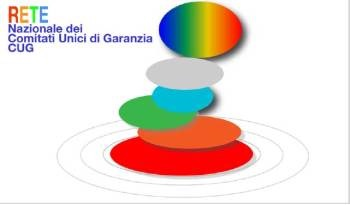 RETE
Nazionale dei
Comitati Unici di Garanzia
CUG